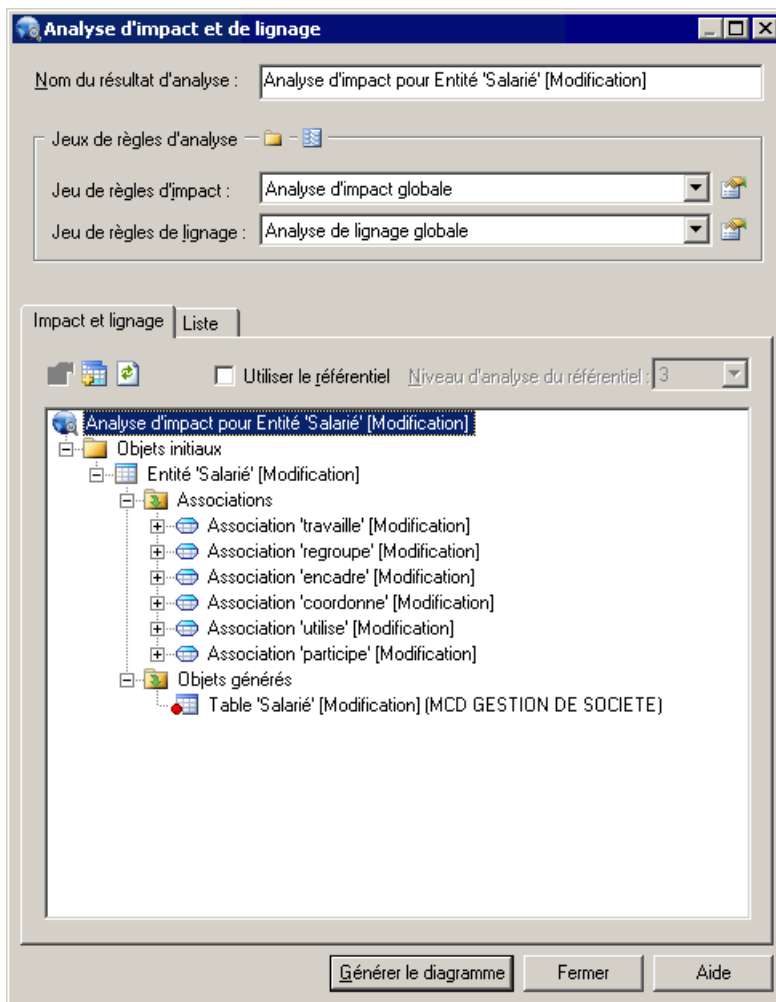 Analyse d'impact et de lignage
Nom du résultat d'analyse : Analyse d'impact pour Entité 'Salarié' [Modification]
Jeux de règles d'analyse
Jeu de règles d'impact : Analyse d'impact globale
Jeu de règles de lignage : Analyse de lignage globale
Impact et lignage Liste
Utiliser le référentiel Niveau d'analyse du référentiel : 3
Analyse d'impact pour Entité 'Salarié' [Modification]
Objets initiaux
Entité 'Salarié' [Modification]
Associations
Association 'travaille' [Modification]
Association 'regroupe' [Modification]
Association 'encadre' [Modification]
Association 'coordonne' [Modification]
Association 'utilise' [Modification]
Association 'participe' [Modification]
Objets générés
Table 'Salarié' [Modification] (MCD GESTION DE SOCIETE)
Générer le diagramme Fermer Aide